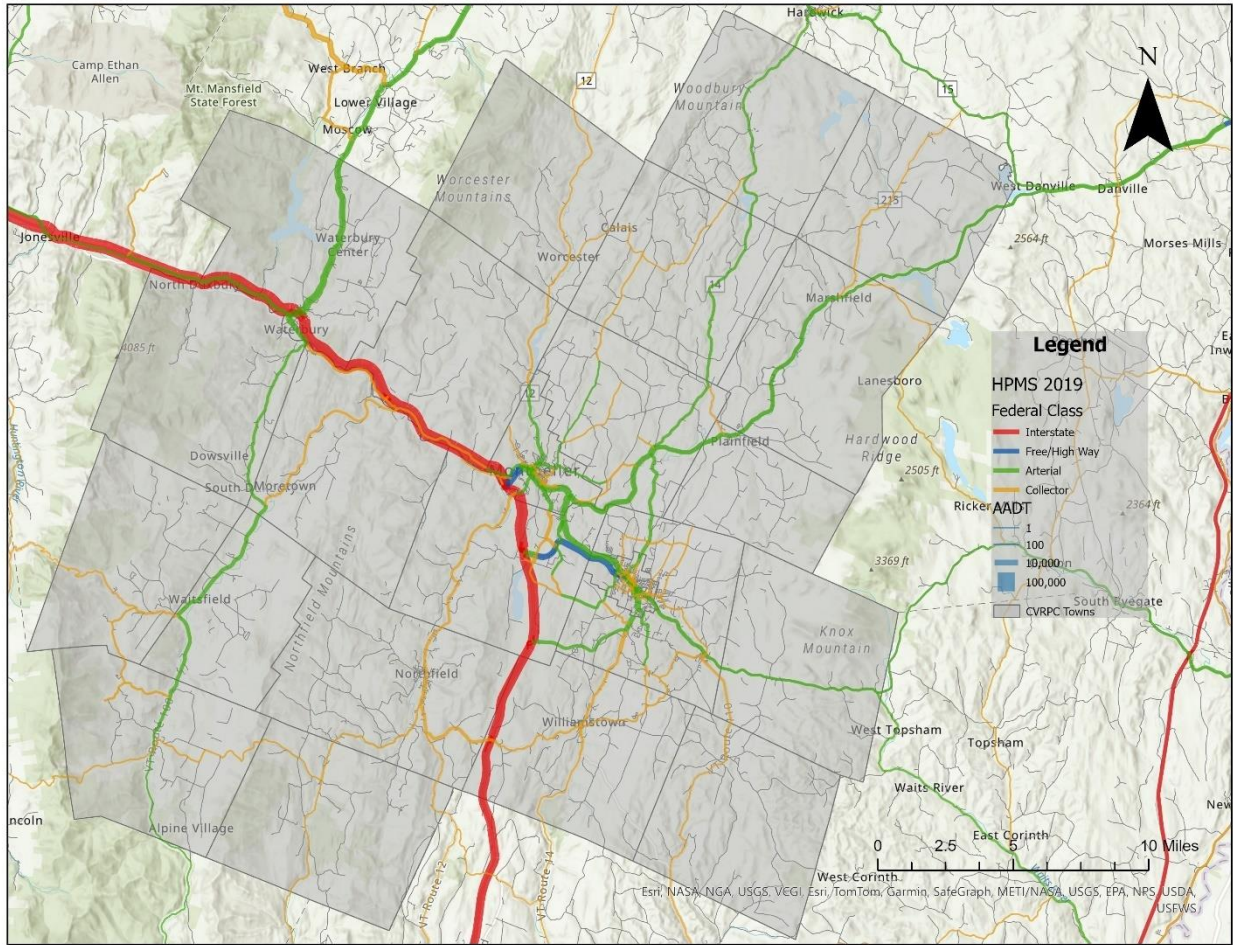 Hardwick
Camp Ethan
Allen
West Branch
Mt. Mansfield
State Forest
Lower Village
Moscow
12
Woodbury
Mountain
15
N
Worcester
Mountains
215
West Danville
Danville
2564 ft
Morses Mills
Jonesville
Waterbury
Center
Calais
Worcester
North Duxbury
14
Marshfield
Waterbury
4085 ft
Legend
Lanesboro
HPMS 2019
Federal Class
Interstate
Free/High Way
Arterial
Collector
AADT
1
100
10,000
100,000
CVRPC Towns
12
Plainfield
Hardwood
Ridge
2505 ft
2364 ft
Huntington River
Dowsville
Moretown
3369 ft
South Ryegate
Waitsfield
Northfield Mountains
Knox
Mountain
Northfield
Williamstown
West Topsham
Topsham
VT Route 100
Waits River
Alpine Village
East Corinth
VT Route 12
VT Route 14
West Corinth
0 2.5 5 10 Miles
Esri, NASA, NGA, USGS, VCGI, Esri, TomTom, Garmin, SafeGraph, METI/NASA, USGS, EPA, NPS, USDA,
USFWS